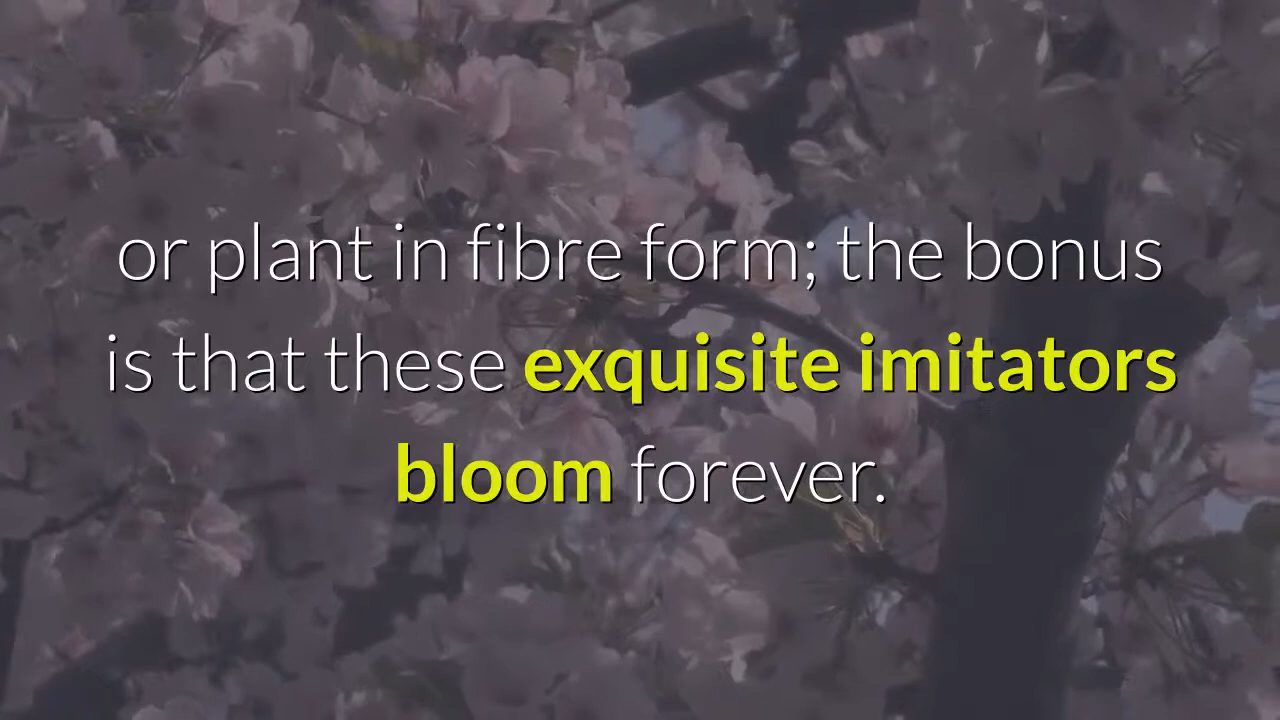 or plant in fibre form; the bonus
is that these exquisite imitators
bloom forever.